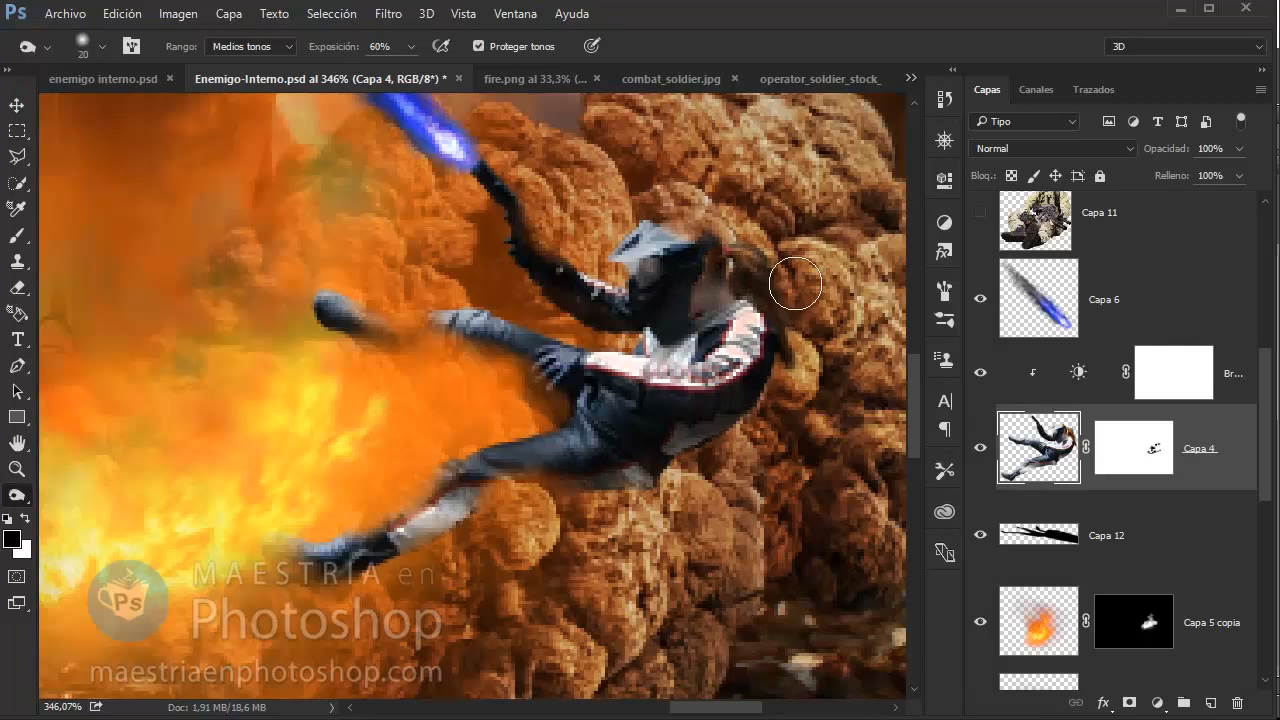 Ps Archivo Edición Imagen Capa Texto Selección Filtro 3D Vista Ventana Ayuda
20 Rango: Medios tonos Exposición: 60% Proteger tonos 3D
enemigo interno.psd × Enemigo-Interno.psd al 346% (Capa 4, RGB/8*) * × fire.png al 33,3% (... × combat_soldier.jpg × operator_soldier_stock_
Capas Canales Trazados
Tipo
Normal Opacidad: 100%
Bloq.: Relleno: 100%
Capa 11
Capa 6
Br...
Capa 4
Capa 12
Capa 5 copia
MAESTRIA en
Ps Photoshop
maestriaenphotoshop.com
346,07% Doc: 1,91 MB/18,6 MB